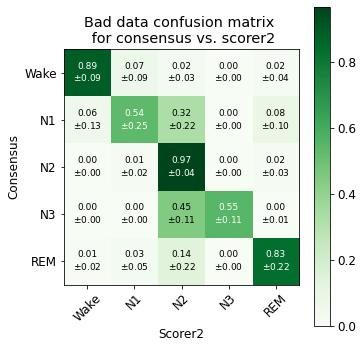 Bad data confusion matrix
for consensus vs. scorer2
Consensus
Wake
0.89 0.07 0.02 0.00 0.02
±0.09 ±0.09 ±0.03 ±0.00 ±0.04
N1
0.06 0.54 0.32 0.00 0.08
±0.13 ±0.25 ±0.22 ±0.00 ±0.10
N2
0.00 0.01 0.97 0.00 0.02
±0.00 ±0.02 ±0.04 ±0.00 ±0.03
N3
0.00 0.00 0.45 0.55 0.00
±0.00 ±0.00 ±0.11 ±0.11 ±0.01
REM
0.01 0.03 0.14 0.00 0.83
±0.02 ±0.05 ±0.22 ±0.00 ±0.22
Wake N1 N2 N3 REM
Scorer2
0.8
0.6
0.4
0.2
0.0